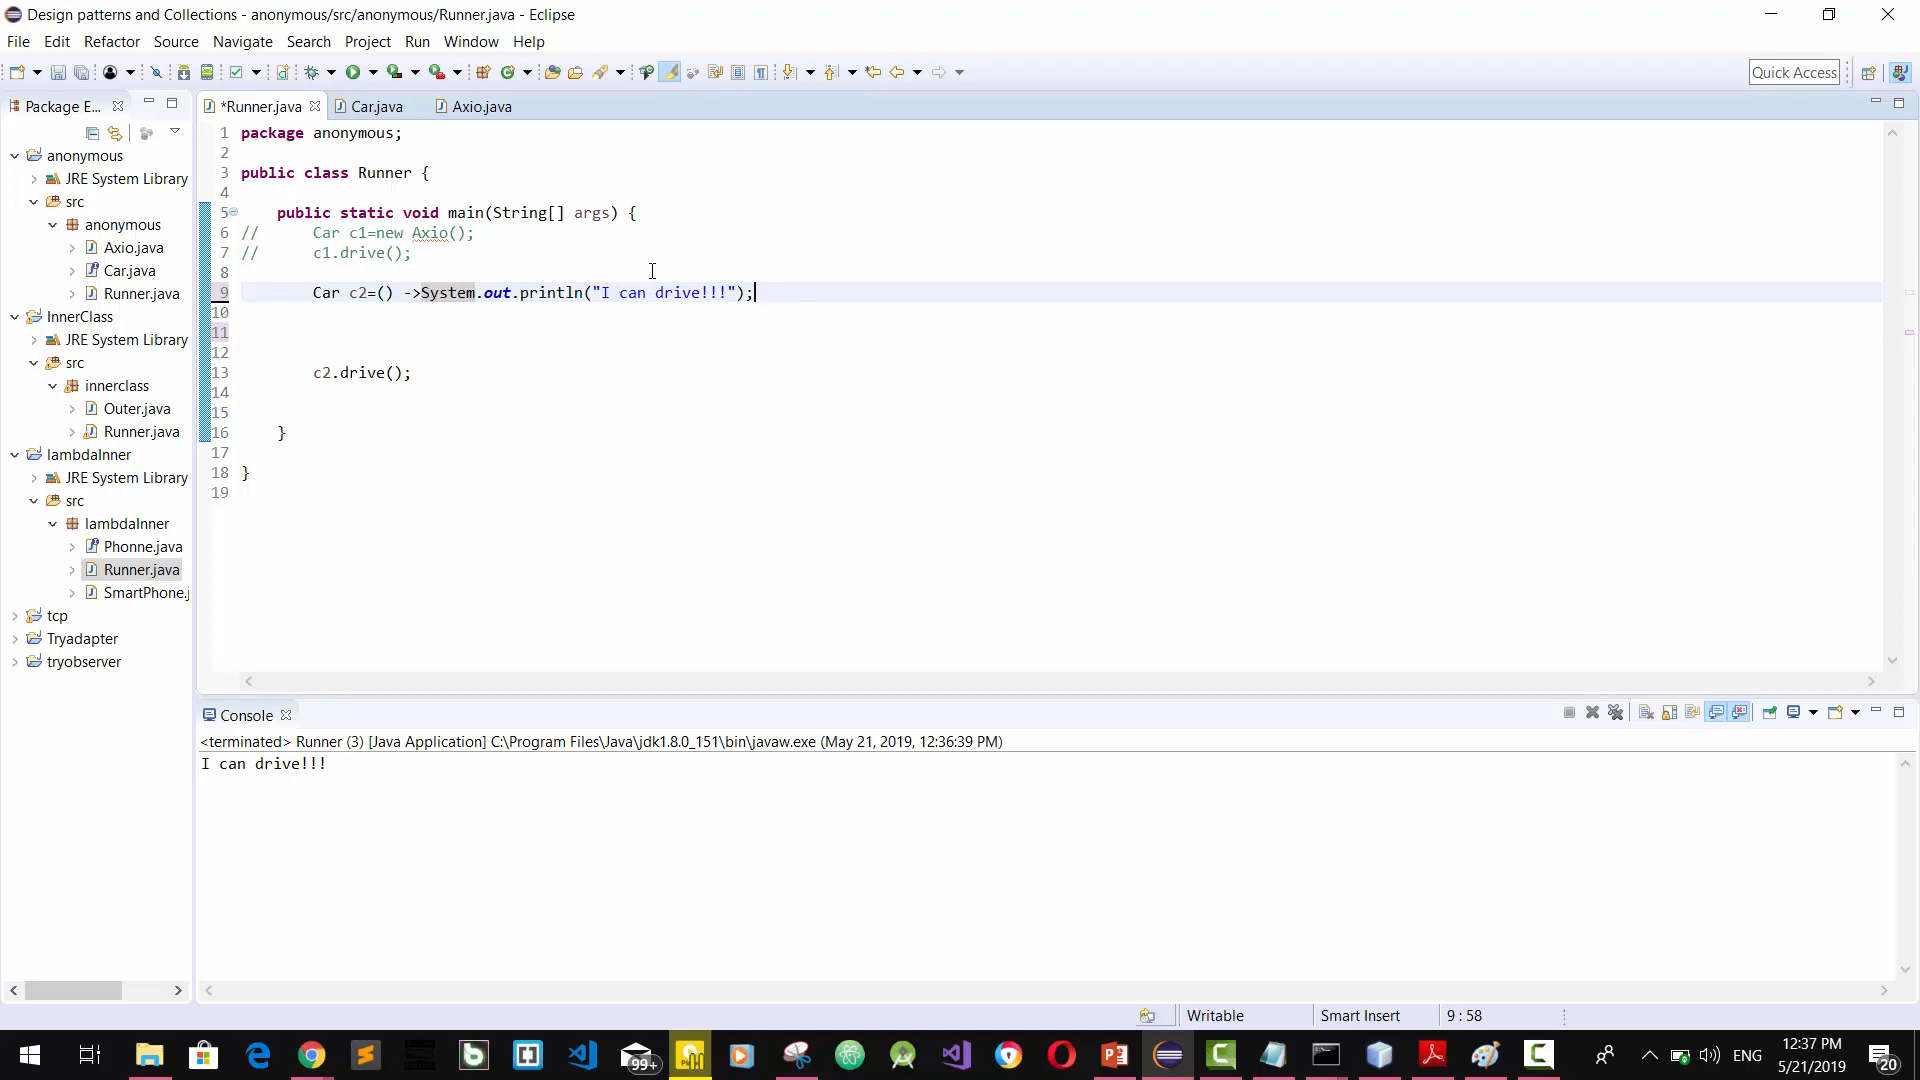 Design patterns and Collections - anonymous/src/anonymous/Runner.java - Eclipse
File Edit Refactor Source Navigate Search Project Run Window Help
Quick Access
Package E...
*Runner.java Car.java Axio.java
anonymous
JRE System Library
src
anonymous
Axio.java
Car.java
Runner.java
InnerClass
JRE System Library
src
innerclass
Outer.java
Runner.java
lambdaInner
JRE System Library
src
lambdaInner
Phonne.java
Runner.java
SmartPhone.j
tcp
Tryadapter
tryobserver
1 package anonymous;
2
3 public class Runner {
4
5 public static void main(String[] args) {
6 // Car c1=new Axio();
7 // c1.drive();
8
9 Car c2=() ->System.out.println("I can drive!!!");
10
11
12
13 c2.drive();
14
15
16 }
17
18 }
19
Console
<terminated> Runner (3) [Java Application] C:\Program Files\Java\jdk1.8.0_151\bin\javaw.exe (May 21, 2019, 12:36:39 PM)
I can drive!!!
Writable Smart Insert 9 : 58
99+
ENG
12:37 PM
5/21/2019
20